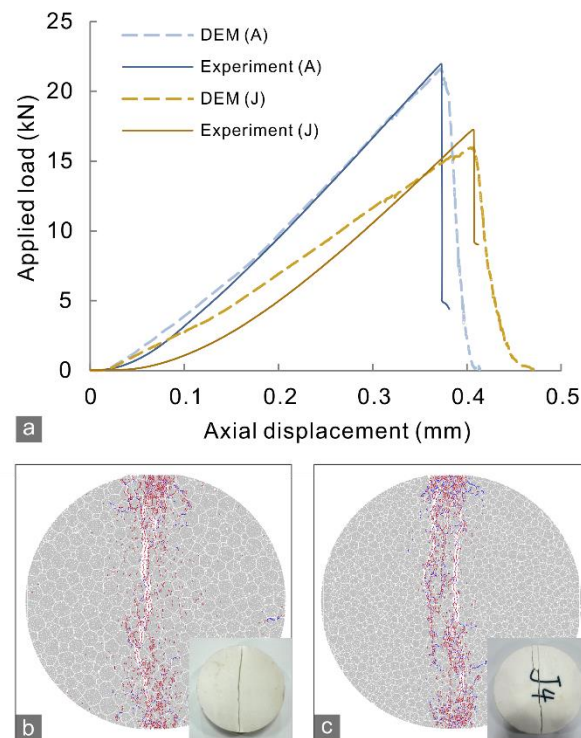 25
DEM (A)
20
Experiment (A)
DEM (J)
15
Experiment (J)
10
5
0
0 0.1 0.2 0.3 0.4 0.5
Applied load (kN)
Axial displacement (mm)
a
b
c
J4